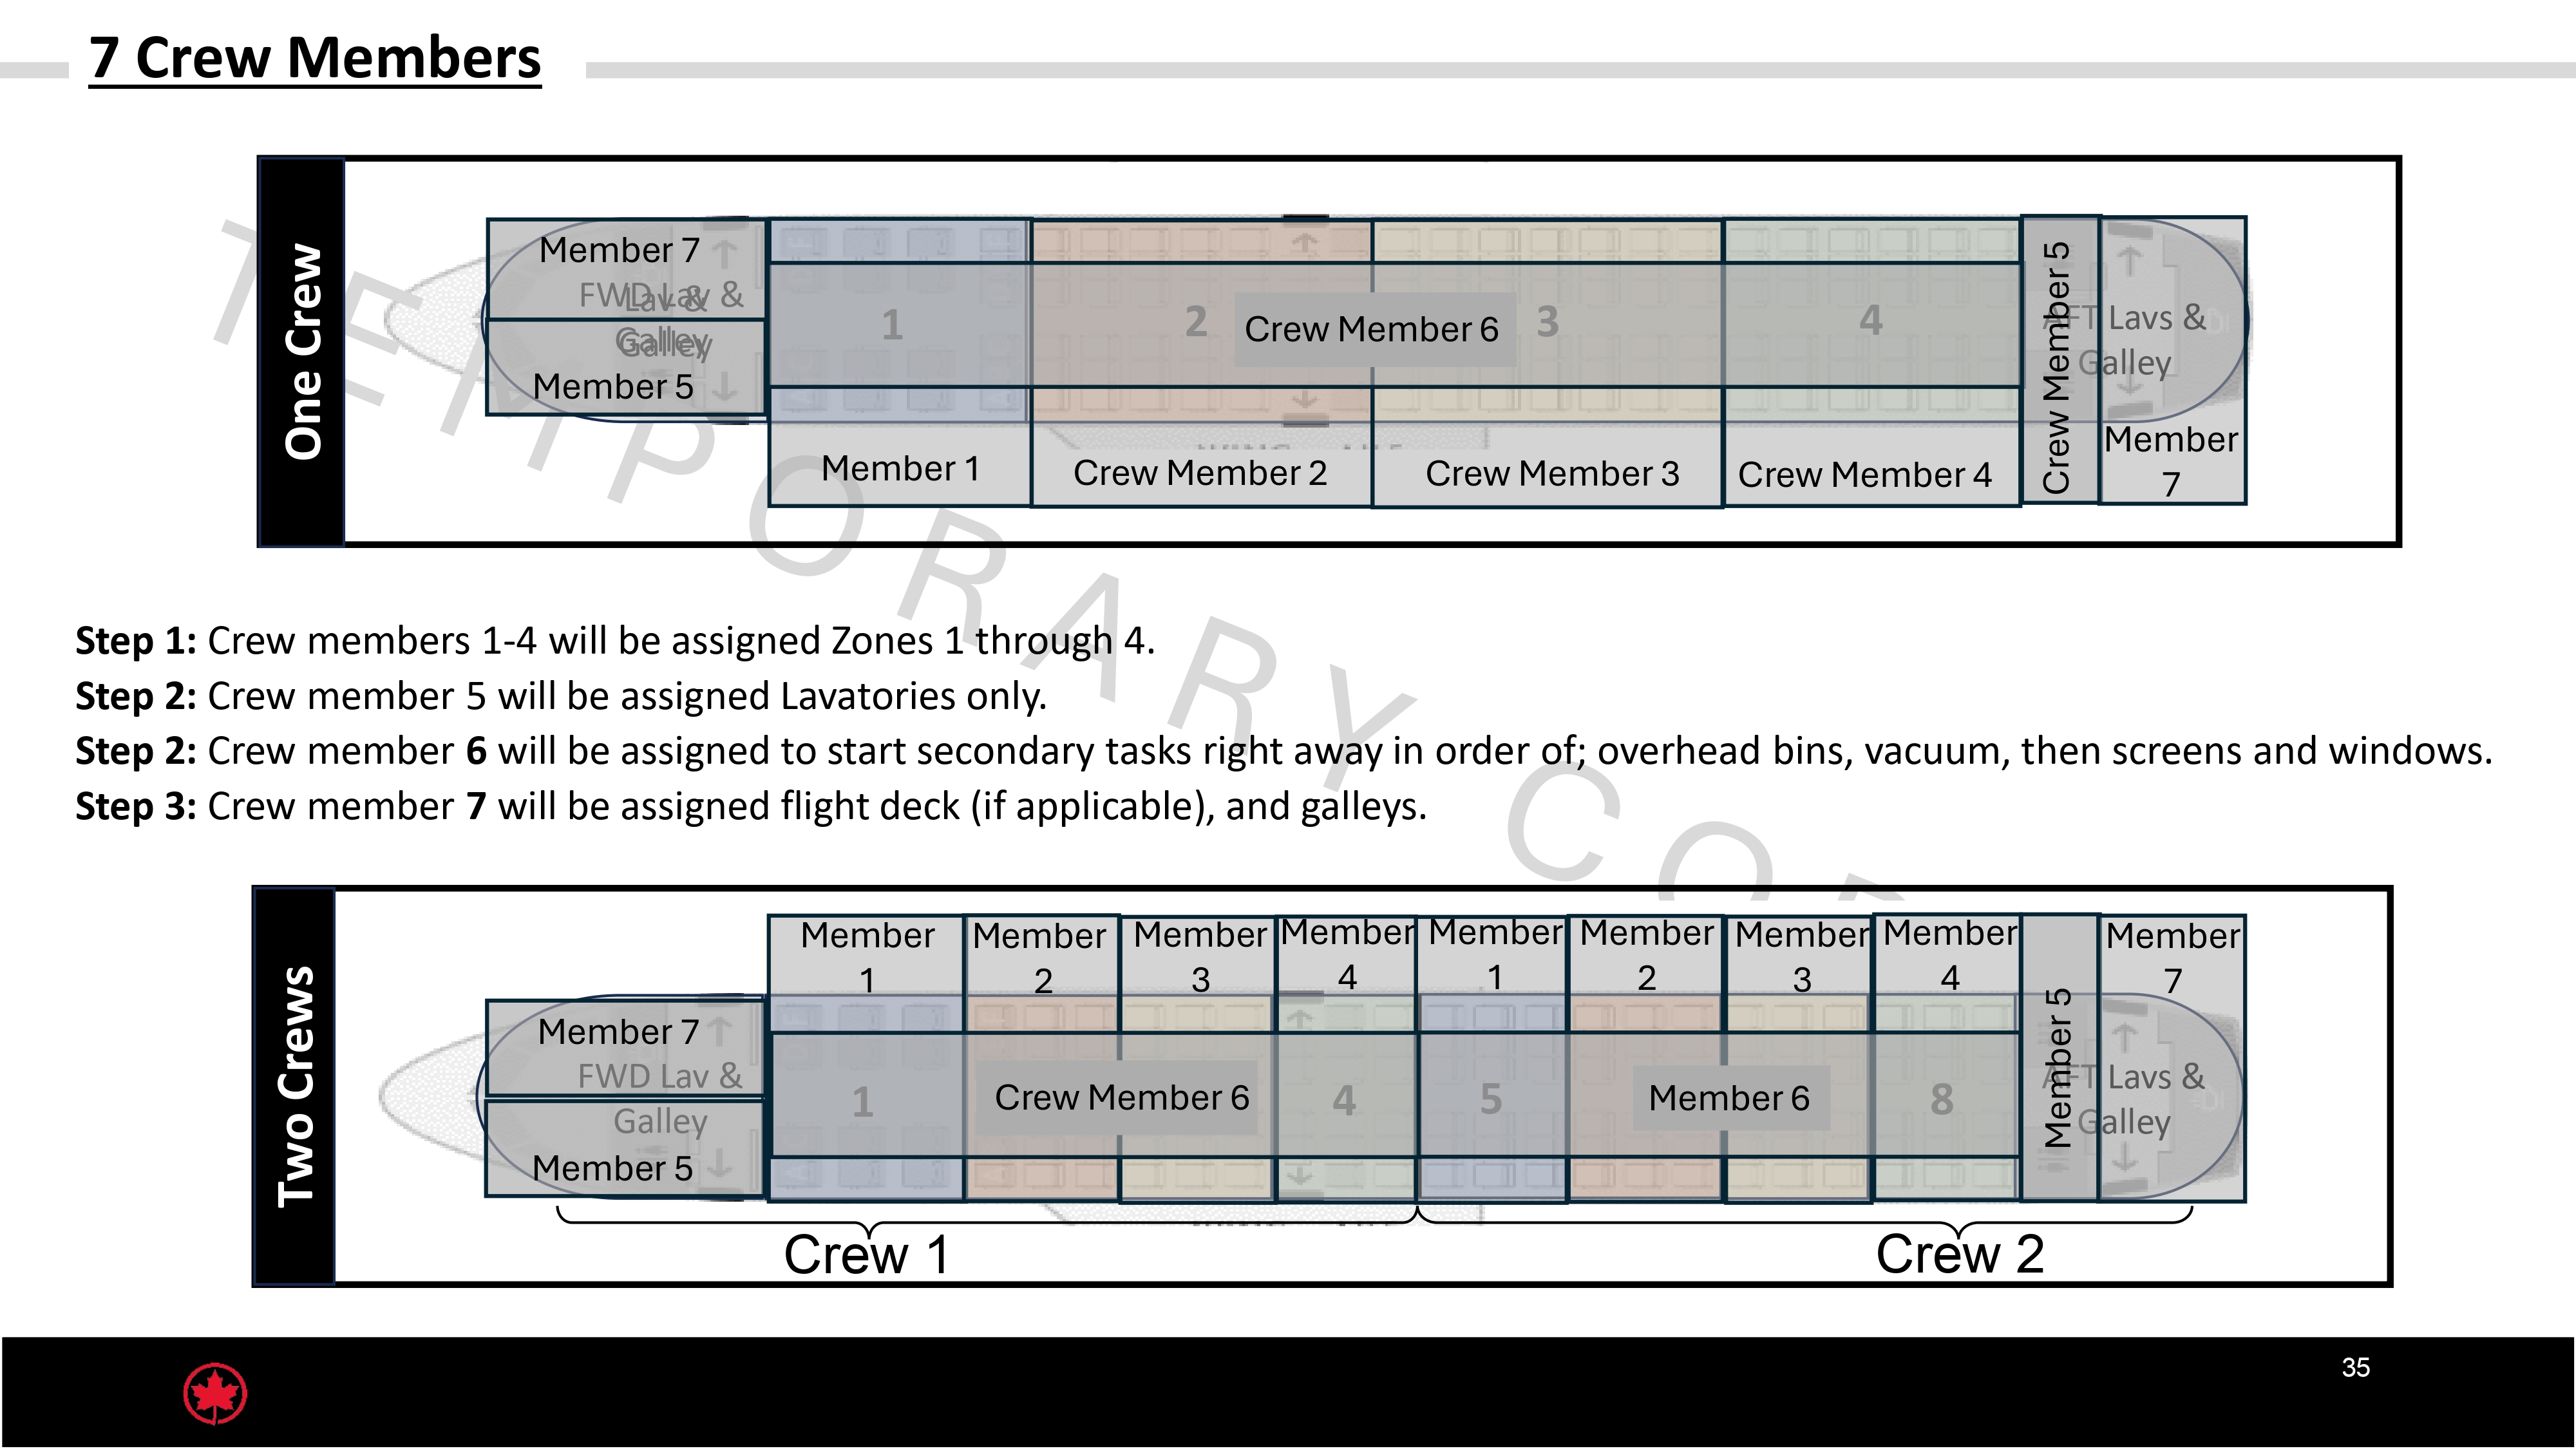 7 Crew Members
One Crew
Member 7
FWD Lav &
Lav &
Galley
Galley
Member 5
1
2
Crew Member 6
3
4
Member 1
Crew Member 2
Crew Member 3
Crew Member 4
Crew Member 5
AFT Lavs &
Galley
Member
7
Step 1: Crew members 1-4 will be assigned Zones 1 through 4.
Step 2: Crew member 5 will be assigned Lavatories only.
Step 2: Crew member 6 will be assigned to start secondary tasks right away in order of; overhead bins, vacuum, then screens and windows.
Step 3: Crew member 7 will be assigned flight deck (if applicable), and galleys.
TEMPORARY
Two Crews
Member
1
Member
2
Member
3
Member
4
Member
1
Member
2
Member
3
Member
4
Member 5
Member
7
Member 7
FWD Lav &
Galley
Member 5
1
Crew Member 6
4
5
Member 6
8
AFT Lavs &
Galley
Crew 1
Crew 2
35